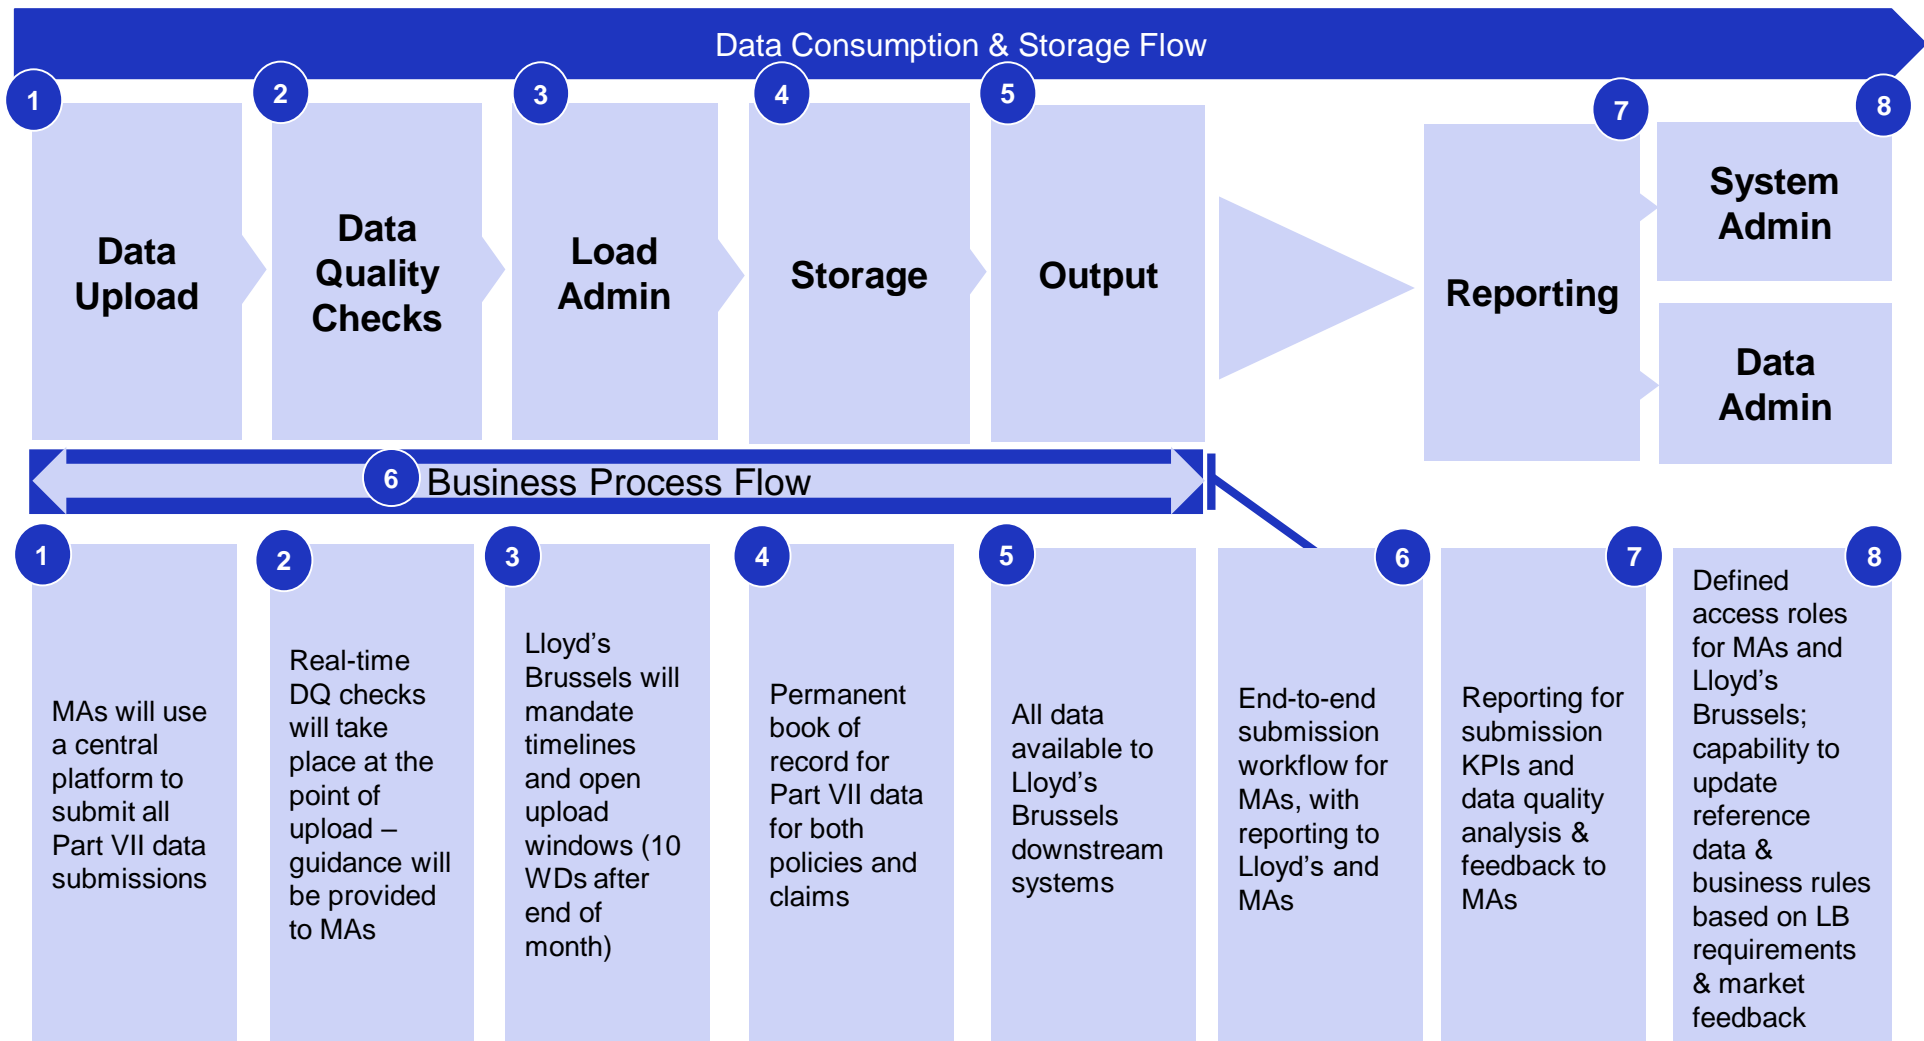 Data Consumption & Storage Flow
1
2
3
4
5
7
8
Data
Upload
Data
Quality
Checks
Load
Admin
Storage
Output
Reporting
System
Admin
Data
Admin
6
Business Process Flow
1
MAs will use
a central
platform to
submit all
Part VII data
submissions
2
Real-time
DQ checks
will take
place at the
point of
upload –
guidance will
be provided
to MAs
3
Lloyd’s
Brussels will
mandate
timelines
and open
upload
windows (10
WDs after
end of
month)
4
Permanent
book of
record for
Part VII data
for both
policies and
claims
5
All data
available to
Lloyd’s
Brussels
downstream
systems
6
End-to-end
submission
workflow for
MAs, with
reporting to
Lloyd’s and
MAs
7
Reporting for
submission
KPIs and
data quality
analysis &
feedback to
MAs
8
Defined
access roles
for MAs and
Lloyd’s
Brussels;
capability to
update
reference
data &
business rules
based on LB
requirements
& market
feedback